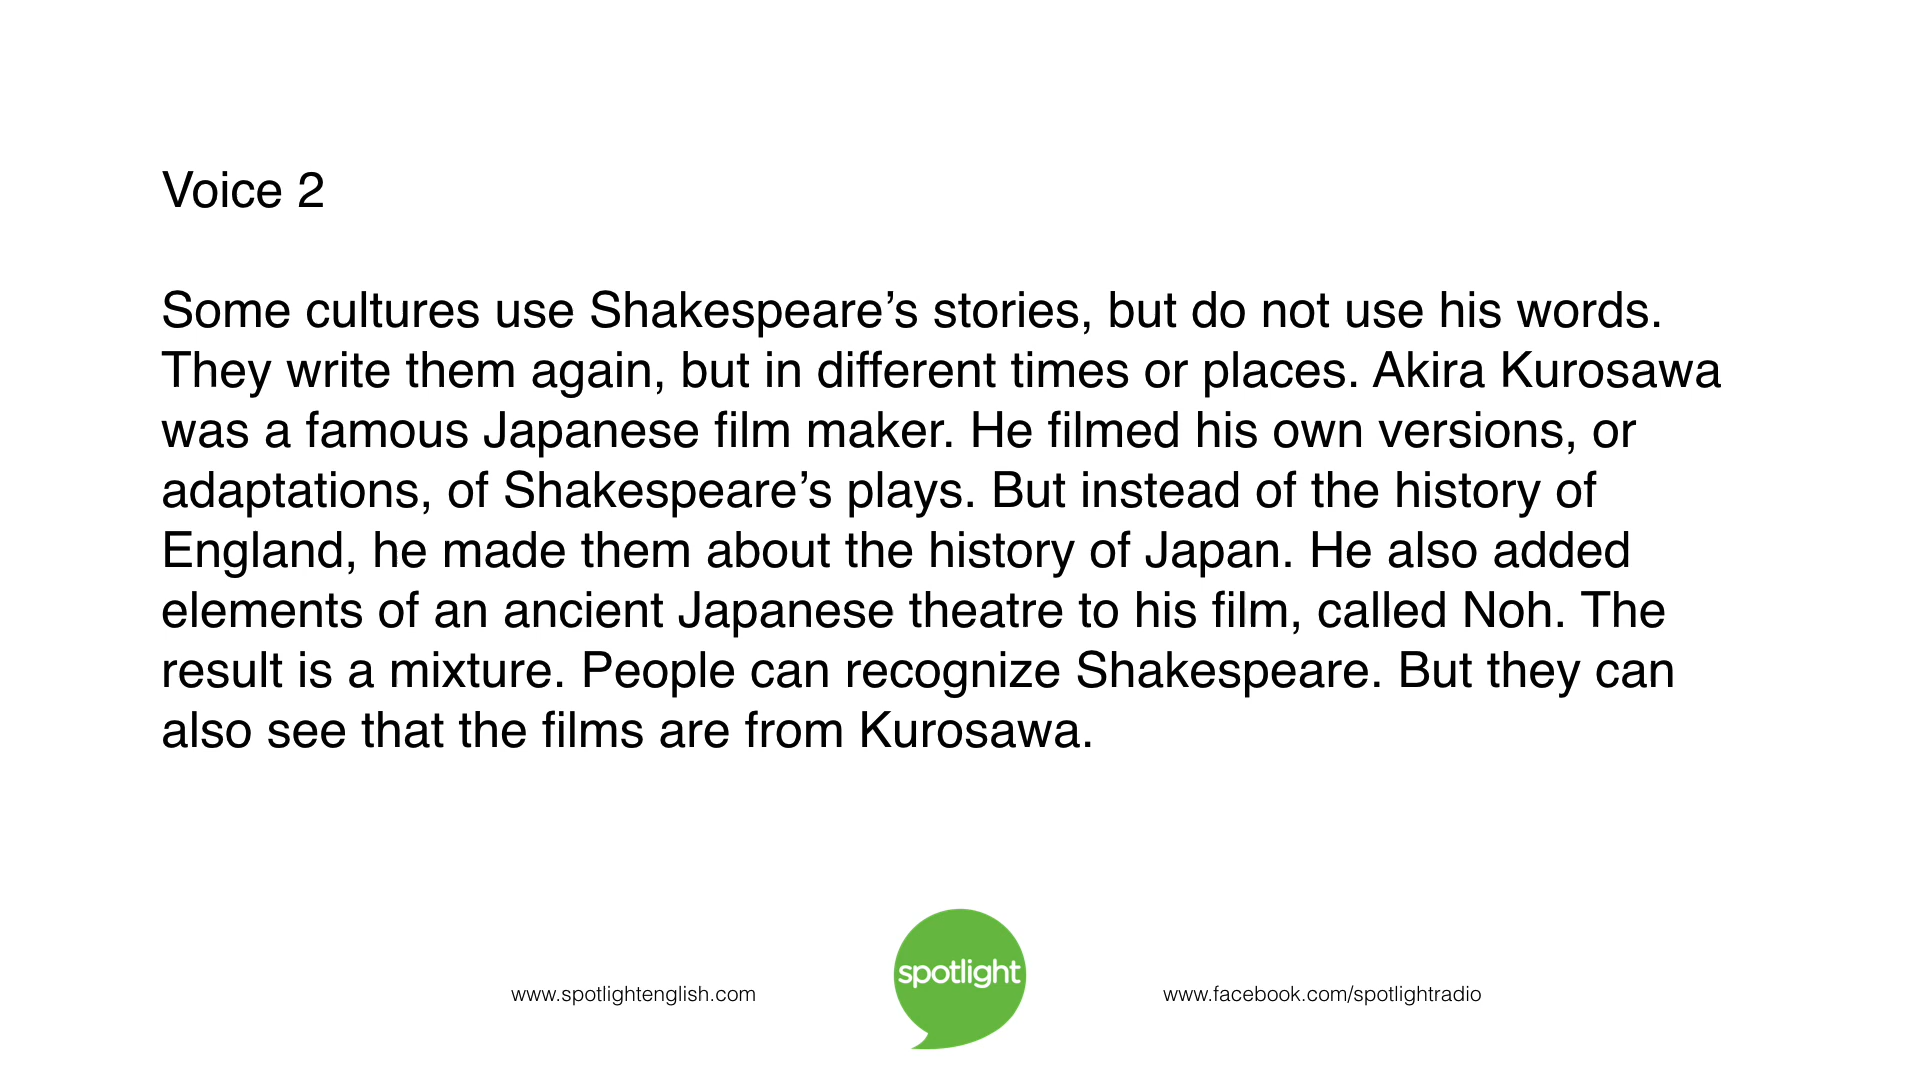 Voice 2
Some cultures use Shakespeare’s stories, but do not use his words.
They write them again, but in different times or places. Akira Kurosawa
was a famous Japanese film maker. He filmed his own versions, or
adaptations, of Shakespeare’s plays. But instead of the history of
England, he made them about the history of Japan. He also added
elements of an ancient Japanese theatre to his film, called Noh. The
result is a mixture. People can recognize Shakespeare. But they can
also see that the films are from Kurosawa.
www.spotlightenglish.com
spotlight
www.facebook.com/spotlightradio